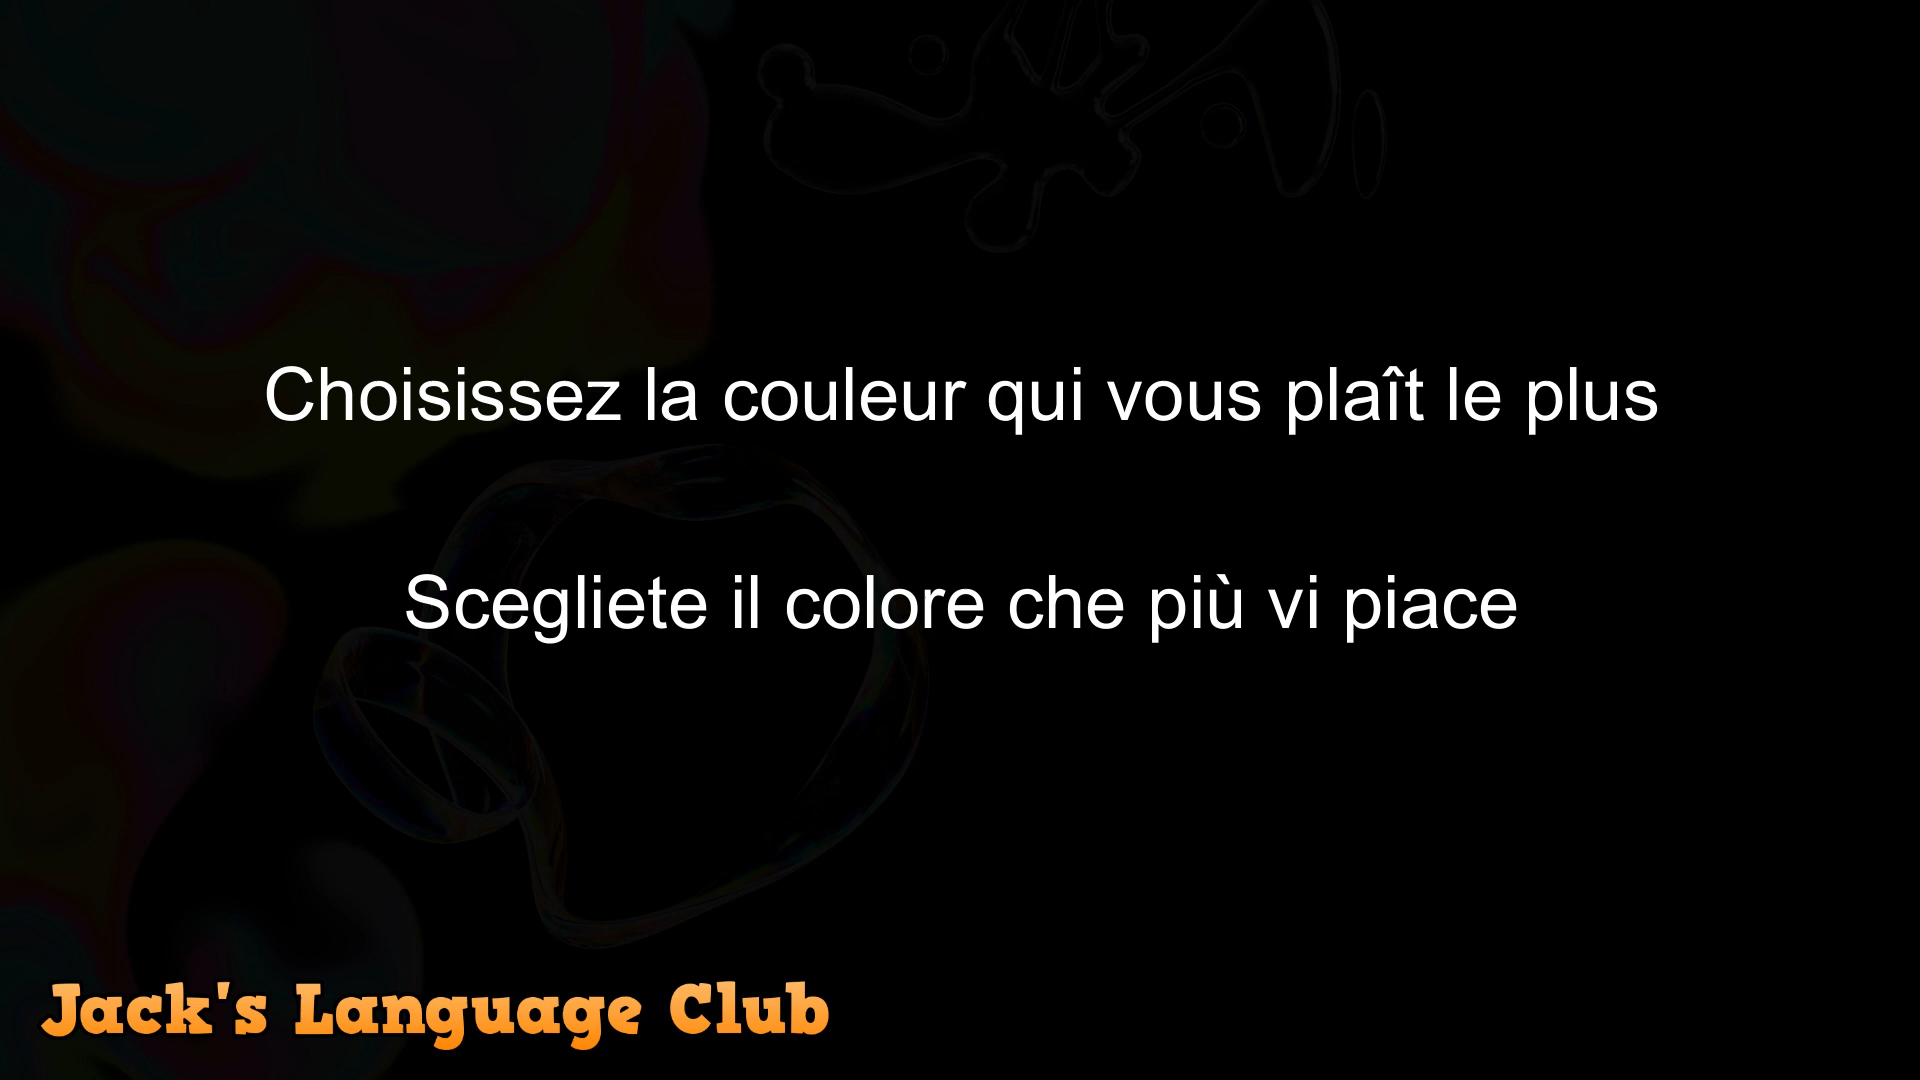 Choisissez la couleur qui vous plaît le plus
Scegliete il colore che più vi piace
Jack's Language Club